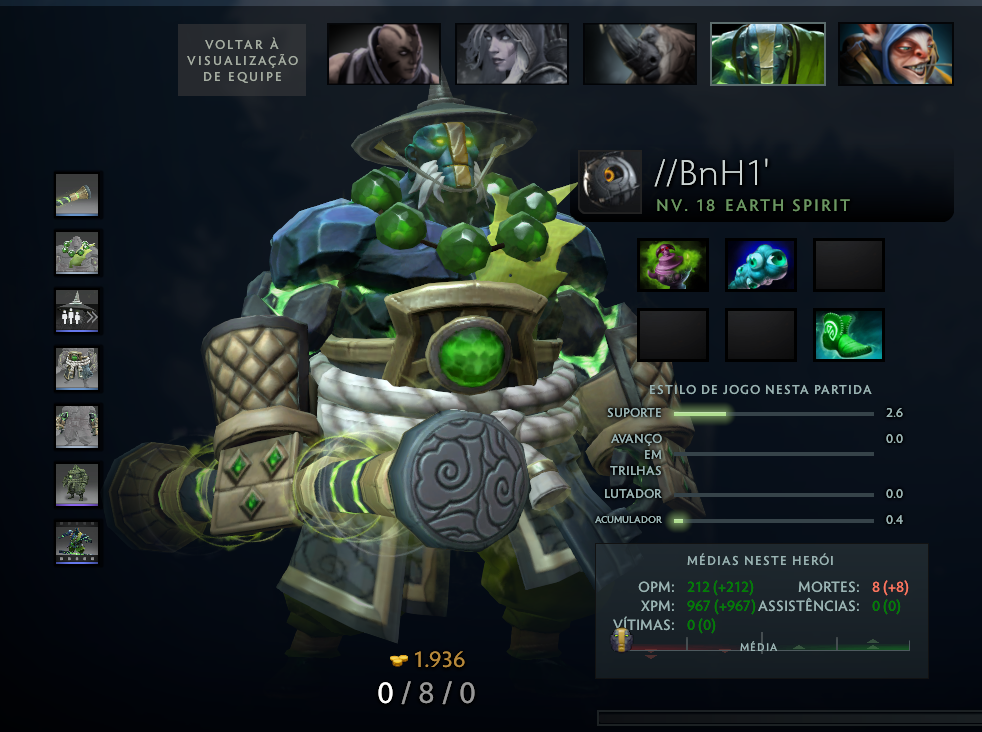 VOLTAR À
VISUALIZAÇÃO
DE EQUIPE
//BnH1'
NV. 18 EARTH SPIRIT
ESTILO DE JOGO NESTA PARTIDA
SUPORTE 2.6
AVANÇO 0.0
EM
TRILHAS
LUTADOR 0.0
ACUMULADOR 0.4
MÉDIAS NESTE HERÓI
OPM: 212 (+212) MORTES: 8 (+8)
XPM: 967 (+967) ASSISTÊNCIAS: 0 (0)
VÍTIMAS: 0 (0)
MÉDIA
1.936
0 / 8 / 0